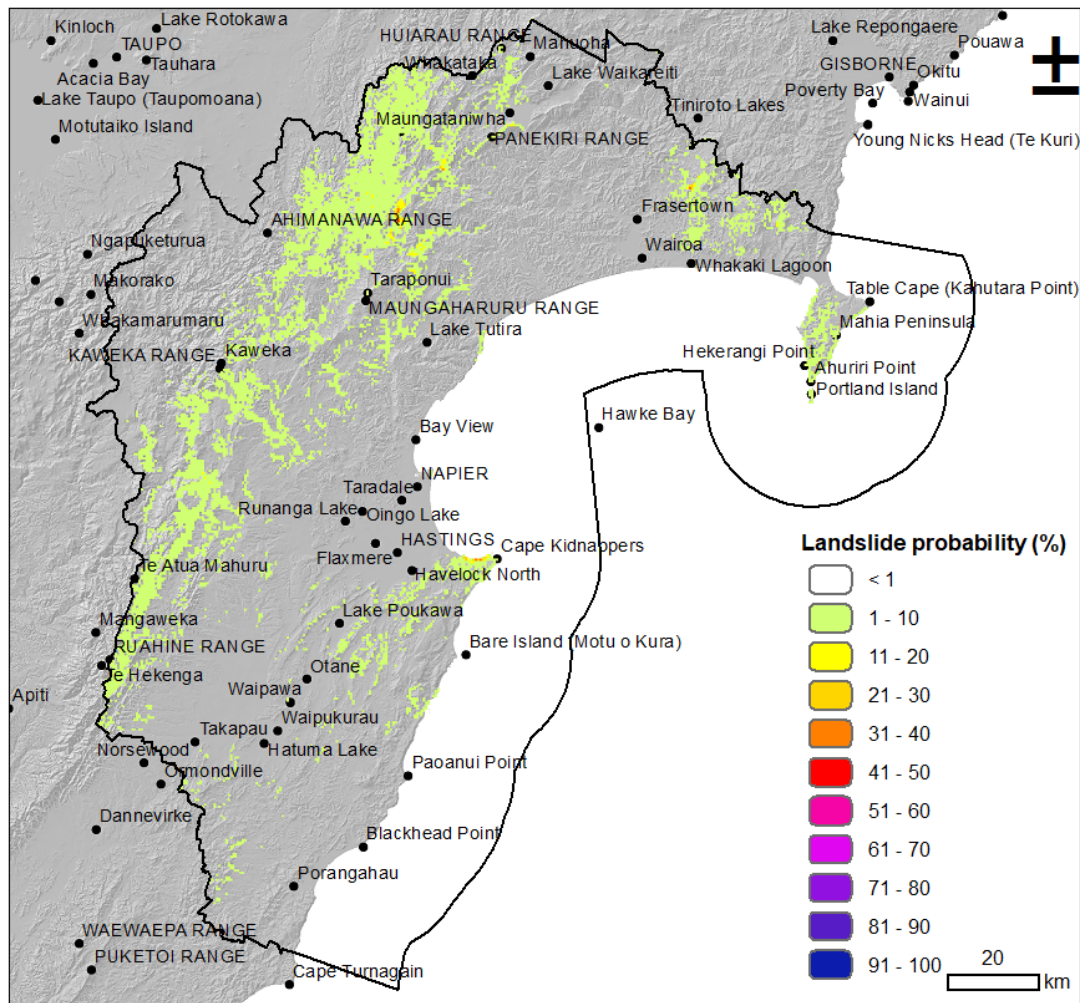 Kinloch
Lake Rotokawa
TAUPO
Tauhara
Acacia Bay
Lake Taupo (Taupomoana)
Motutaiko Island
HUIARAU RANGE
Manuoha
Whakataka
Lake Waikareiti
Maungataniwha
PANEKIRI RANGE
Tiniroto Lakes
Lake Repongaere
Pouawa
GISBORNE
Okitu
Poverty Bay
Wainui
Young Nicks Head (Te Kuri)
±
AHIMANAWA RANGE
Frasertown
Ngapuketurua
Wairoa
Whakaki Lagoon
Makorako
Taraponui
MAUNGAHARURU RANGE
Table Cape (Kahutara Point)
Whakamarumaru
Lake Tutira
Mahia Peninsula
KAWEKA RANGE
Kaweka
Hekerangi Point
Ahuriri Point
Portland Island
Bay View
Hawke Bay
NAPIER
Taradale
Runanga Lake
Oingo Lake
HASTINGS
Cape Kidnappers
Flaxmere
Havelock North
Te Atua Mahuru
Lake Poukawa
Mangaweka
RUAHINE RANGE
Te Hekenga
Bare Island (Motu o Kura)
Otane
Apiti
Waipawa
Waipukurau
Takapau
Hatuma Lake
Norsewood
Ormondville
Paoanui Point
Dannevirke
Blackhead Point
Porangahau
WAEWAEPA RANGE
PUKETOI RANGE
Cape Turnagain
Landslide probability (%)
< 1
1 - 10
11 - 20
21 - 30
31 - 40
41 - 50
51 - 60
61 - 70
71 - 80
81 - 90
91 - 100
20
km